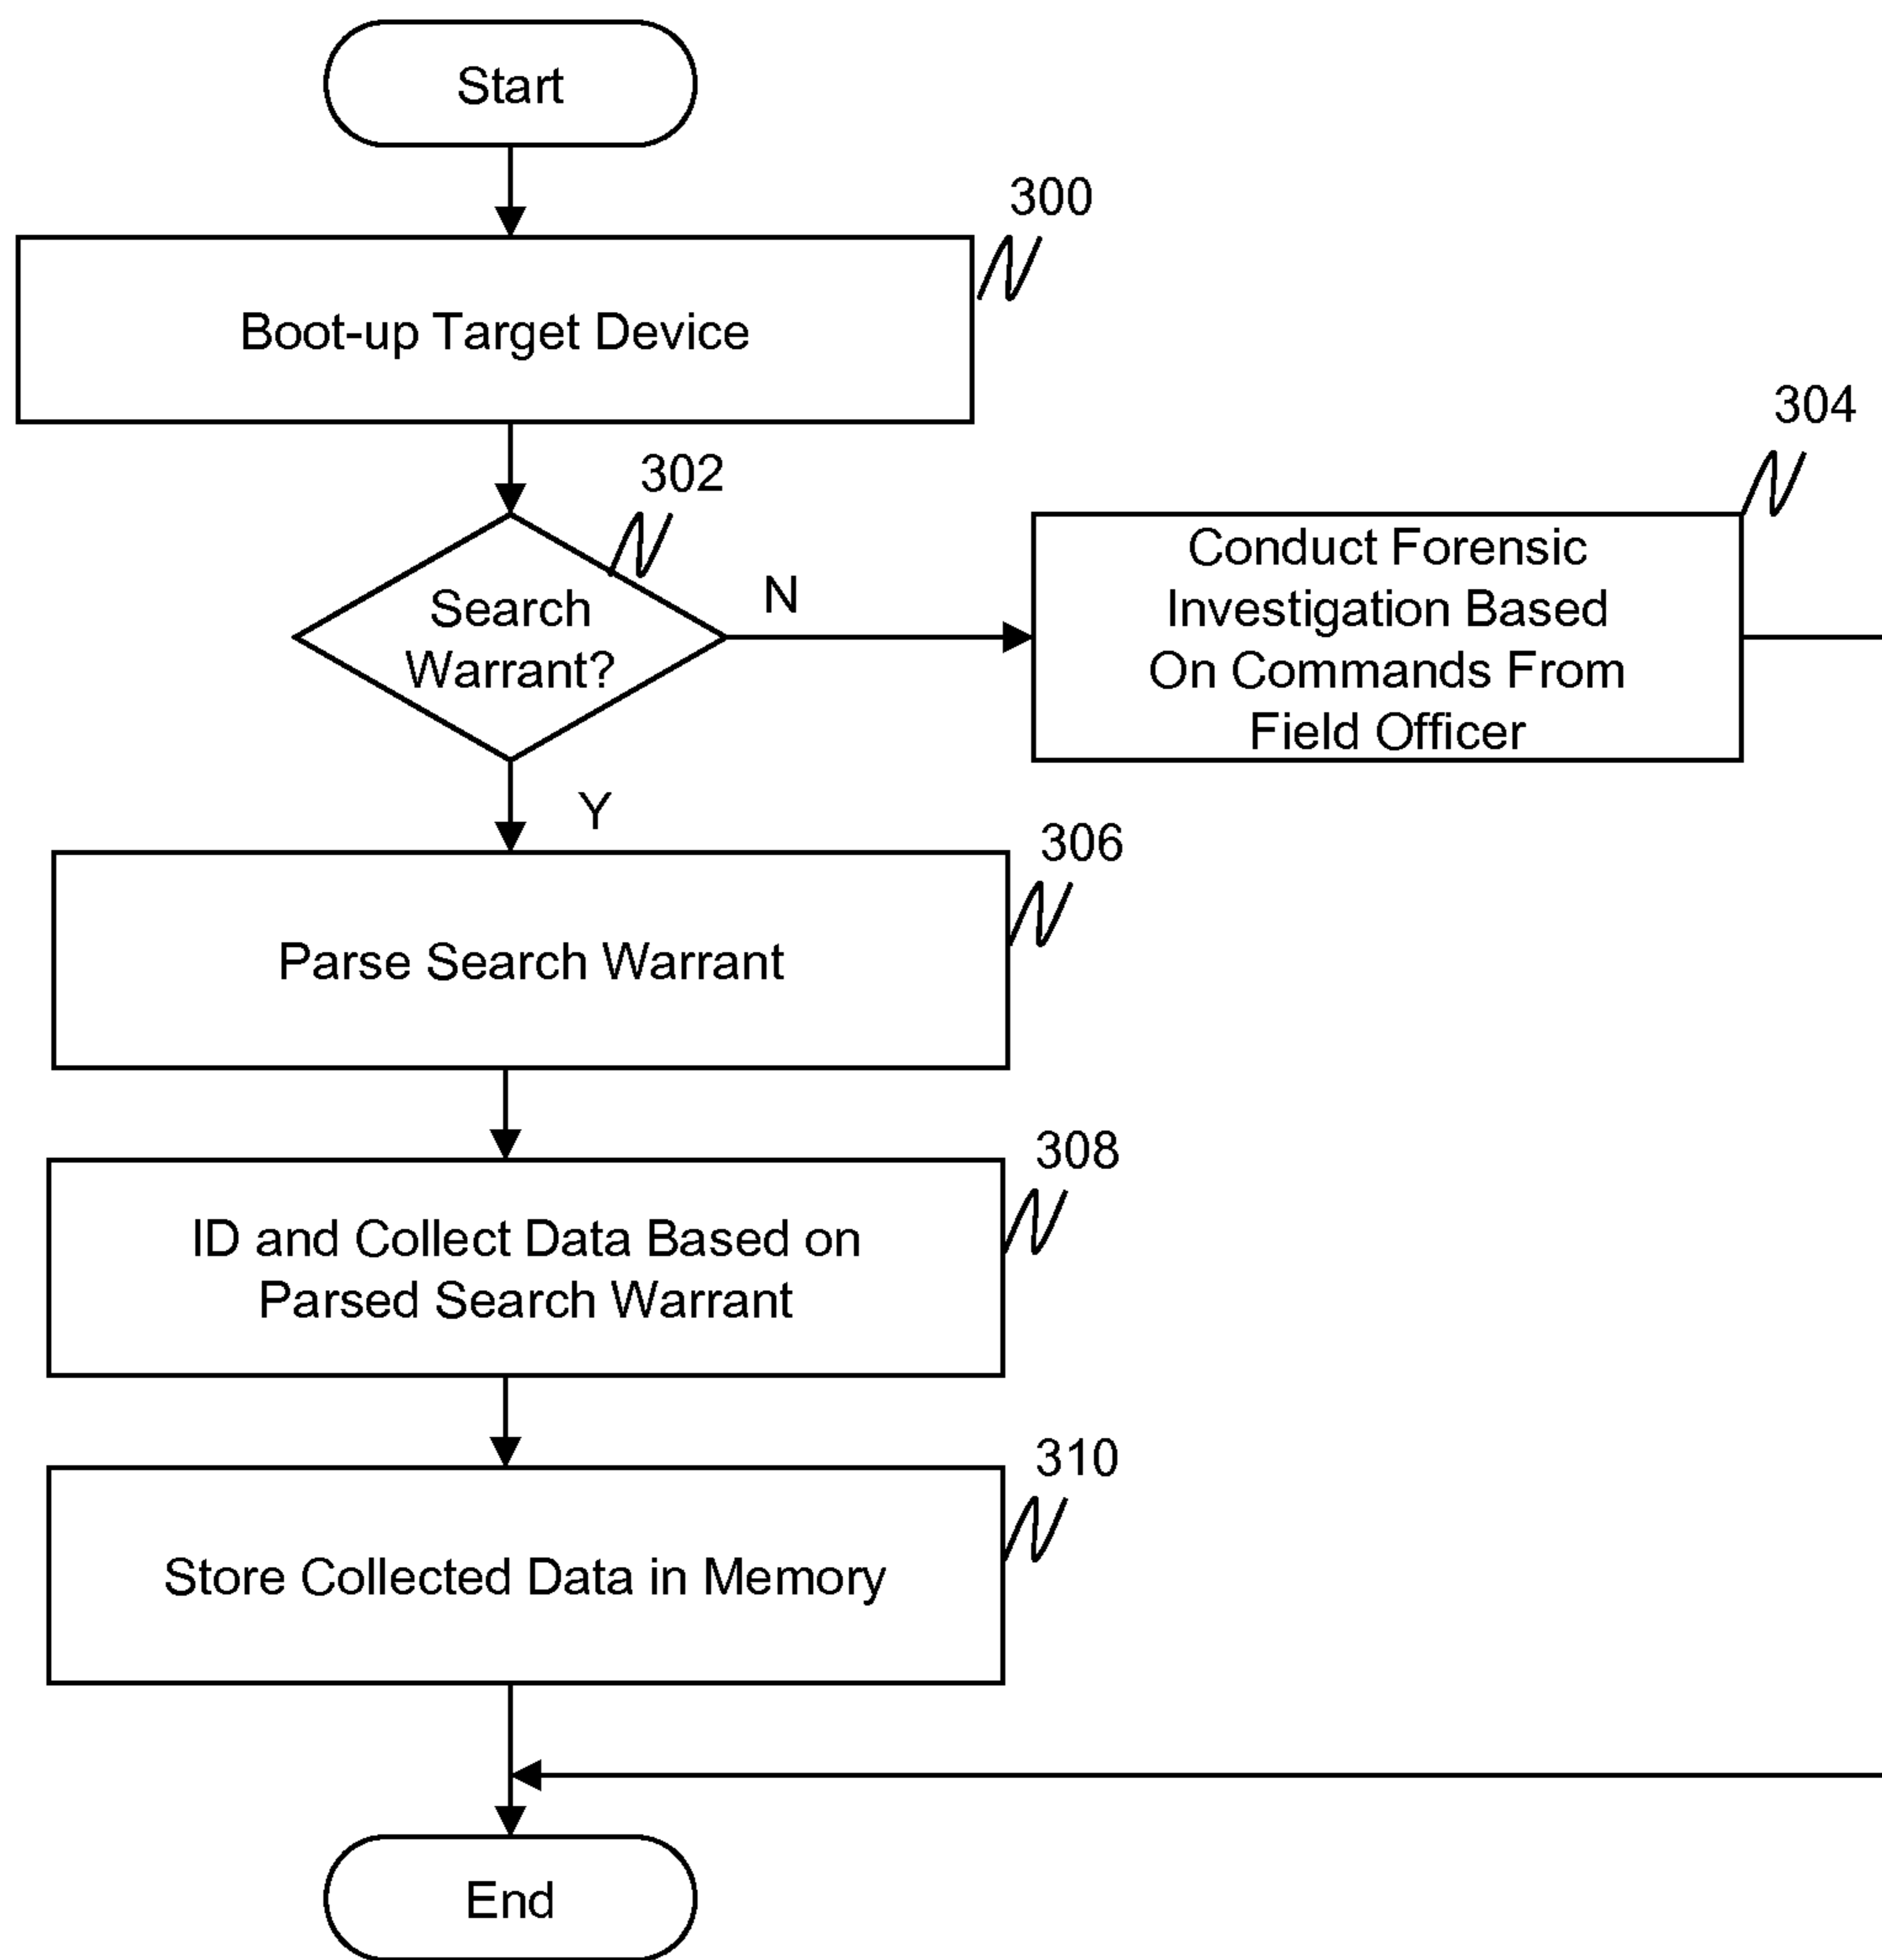 Start
300
Boot-up Target Device
302
304
Search
Warrant?
N
Conduct Forensic
Investigation Based
On Commands From
Field Officer
Y
306
Parse Search Warrant
308
ID and Collect Data Based on
Parsed Search Warrant
310
Store Collected Data in Memory
End